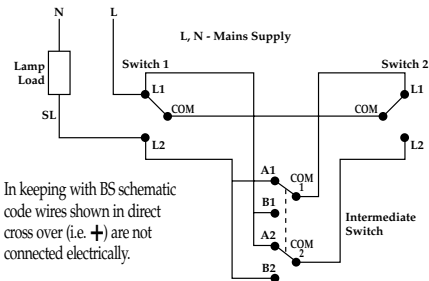 N
L
L, N - Mains Supply
Lamp
Load
Switch 1
Switch 2
L1
L1
COM
COM
SL
L2
L2
A1
COM
1
B1
In keeping with BS schematic
code wires shown in direct
cross over (i.e. +) are not
connected electrically.
Intermediate
Switch
A2
COM
2
B2